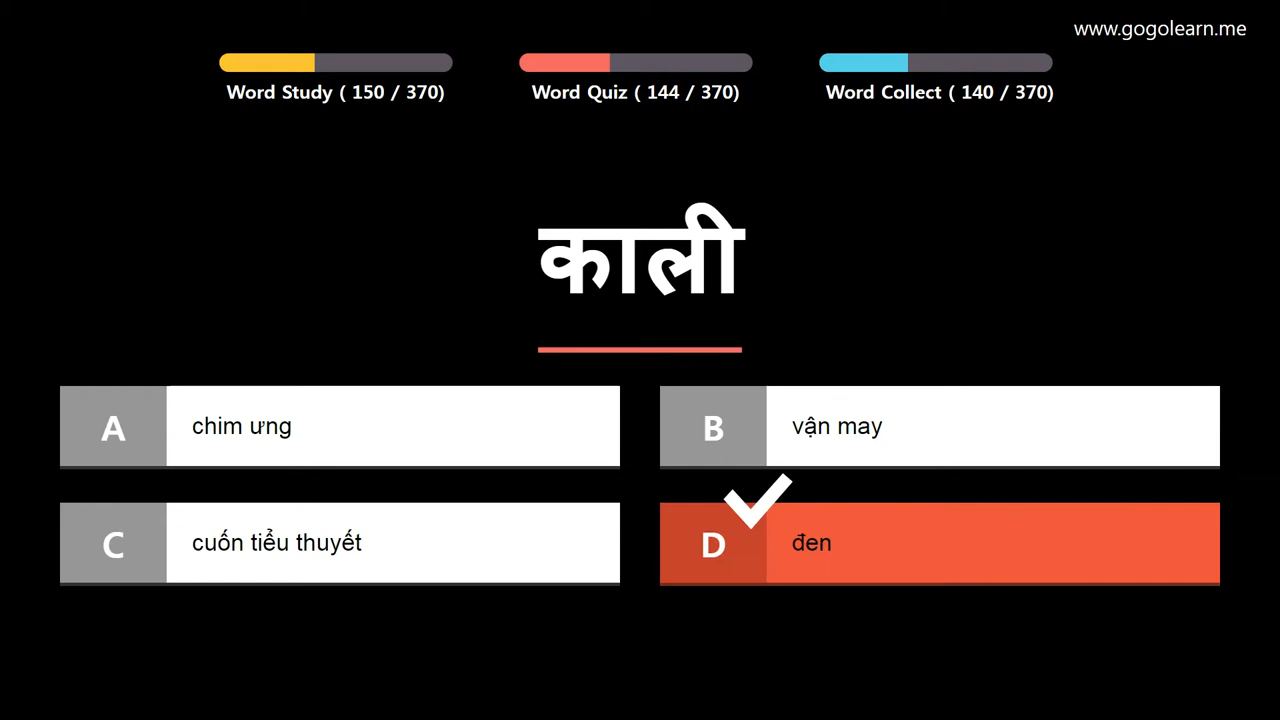 www.gogolearn.me
Word Study ( 150 / 370)
Word Quiz ( 144 / 370)
Word Collect ( 140 / 370)
काली
A chim ưng
B vận may
C cuốn tiểu thuyết
D đen